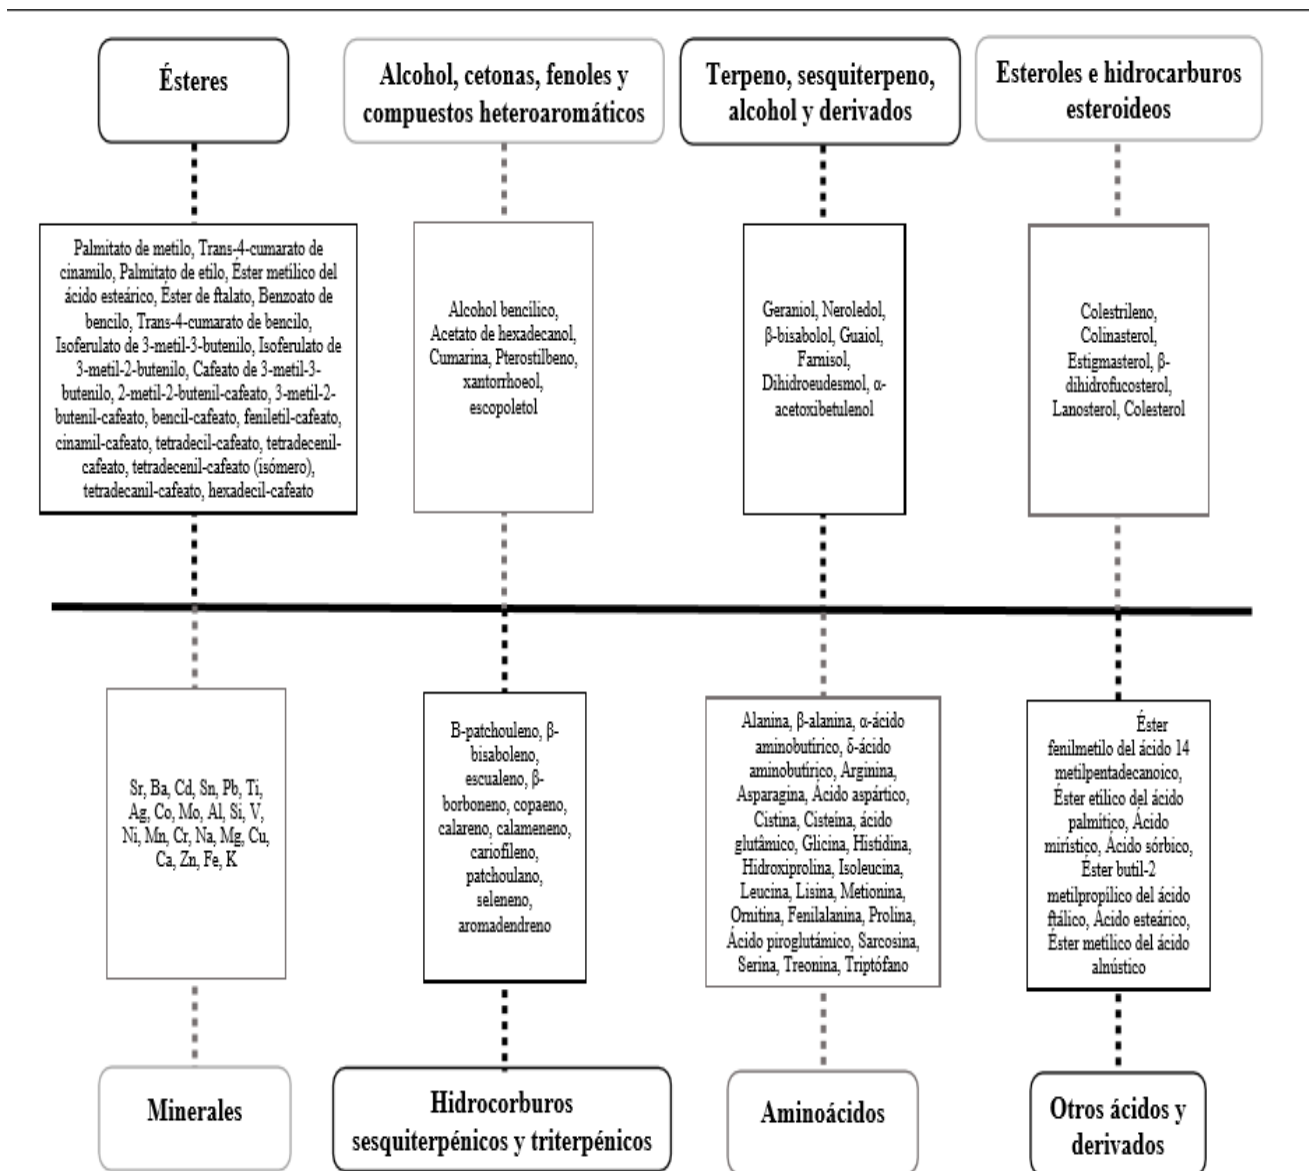 Ésteres
Alcohol, cetonas, fenoles y
compuestos heteroaromáticos
Terpeno, sesquiterpeno,
alcohol y derivados
Esteroles e hidrocarburos
esteroideos
Palmitato de metilo, Trans-4-cumarato de
cinamilo, Palmitato de etilo, Éster metílico del
ácido esteárico, Éster de ftalato, Benzoato de
bencilo, Trans-4-cumarato de bencilo,
Isoferulato de 3-metil-3-butenilo, Isoferulato de
3-metil-2-butenilo, Cafeato de 3-metil-3-
butenilo, 2-metil-2-butenil-cafeato, 3-metil-2-
butenil-cafeato, bencil-cafeato, feniletil-cafeato,
cinamil-cafeato, tetradecil-cafeato, tetradecenil-
cafeato, tetradecenil-cafeato (isómero),
tetradecanil-cafeato, hexadecil-cafeato
Alcohol bencílico,
Acetato de hexadecanol,
Cumarina, Pterostilbeno,
xantorrhoeol,
escopoletol
Geraniol, Neroledol,
β-bisabolol, Guaiol,
Farnisol,
Dihidroeudesmol, α-
acetoxibetulenol
Colestrileno,
Colinasterol,
Estigmasterol, β-
dihidrofucosterol,
Lanosterol, Colesterol
Sr, Ba, Cd, Sn, Pb, Ti,
Ag, Co, Mo, Al, Si, V,
Ni, Mn, Cr, Na, Mg, Cu,
Ca, Zn, Fe, K
B-patchouleno, β-
bisaboleno,
escualeno, β-
borboneno, copaeno,
calareno, calameneno,
cariofileno,
patchoulano,
seleneno,
aromadendreno
Alanina, β-alanina, α-ácido
aminobutírico, δ-ácido
aminobutírico, Arginina,
Asparagina, Ácido aspártico,
Cistina, Cisteína, ácido
glutâmico, Glicina, Histidina,
Hidroxiprolina, Isoleucina,
Leucina, Lisina, Metionina,
Ornitina, Fenilalanina, Prolina,
Ácido piroglutámico, Sarcosina,
Serina, Treonina, Triptófano
Éster
fenilmetilo del ácido 14
metilpentadecanoico,
Éster etílico del ácido
palmítico, Ácido
mirístico, Ácido sórbico,
Éster butil-2
metilpropílico del ácido
ftálico, Ácido esteárico,
Éster metílico del ácido
alnústico
Minerales
Hidrocorburos
sesquiterpénicos y triterpénicos
Aminoácidos
Otros ácidos y
derivados